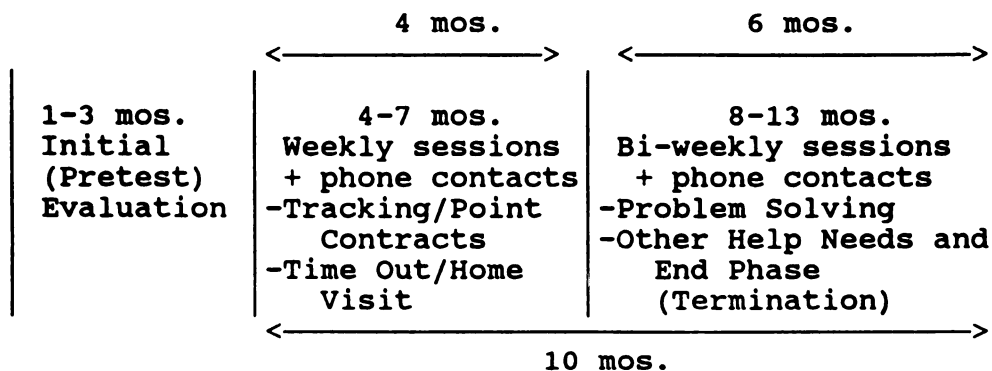 4 mos.
6 mos.
1-3 mos.
Initial
(Pretest)
Evaluation
4-7 mos.
Weekly sessions
+ phone contacts
-Tracking/Point
Contracts
-Time Out/Home
Visit
8-13 mos.
Bi-weekly sessions
+ phone contacts
-Problem Solving
-Other Help Needs and
End Phase
(Termination)
10 mos.